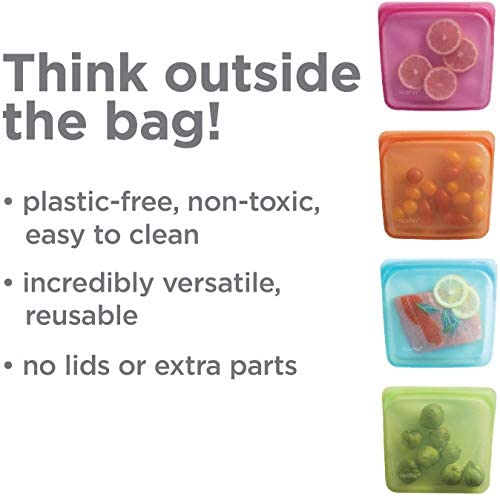 Think outside
the bag!
• plastic-free, non-toxic,
easy to clean
• incredibly versatile,
reusable
• no lids or extra parts